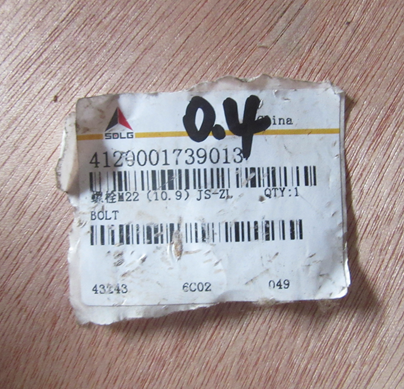 SDLG
0.4
China
4120001739013
螺栓M22(10.9)JS-ZL QTY:1
BOLT
43243 6C02 049